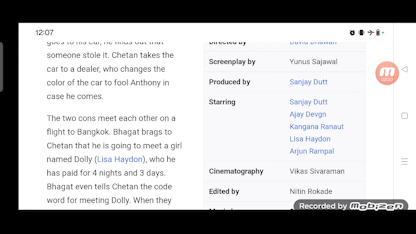 12:07
goes to his car, he finds out that
someone stole it. Chetan takes the
car to a dealer, who changes the
color of the car to fool Anthony in
case he comes.
The two cons meet each other on a
flight to Bangkok. Bhagat brags to
Chetan that he is going to meet a girl
named Dolly (Lisa Haydon), who he
has paid for 4 nights and 3 days.
Bhagat even tells Chetan the code
word for meeting Dolly. When they
Directed by David Dhawan
Screenplay by Yunus Sajawal
Produced by Sanjay Dutt
Starring Sanjay Dutt
Ajay Devgn
Kangana Ranaut
Lisa Haydon
Arjun Rampal
Cinematography Vikas Sivaraman
Edited by Nitin Rokade
Recorded by Mobizen